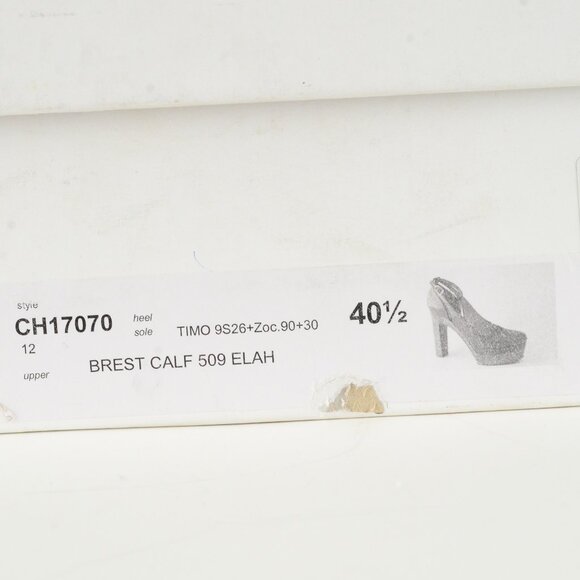 style
CH17070
heel
sole
TIMO 9S26+Zoc.90+30
40½
12
upper
BREST CALF 509 ELAH